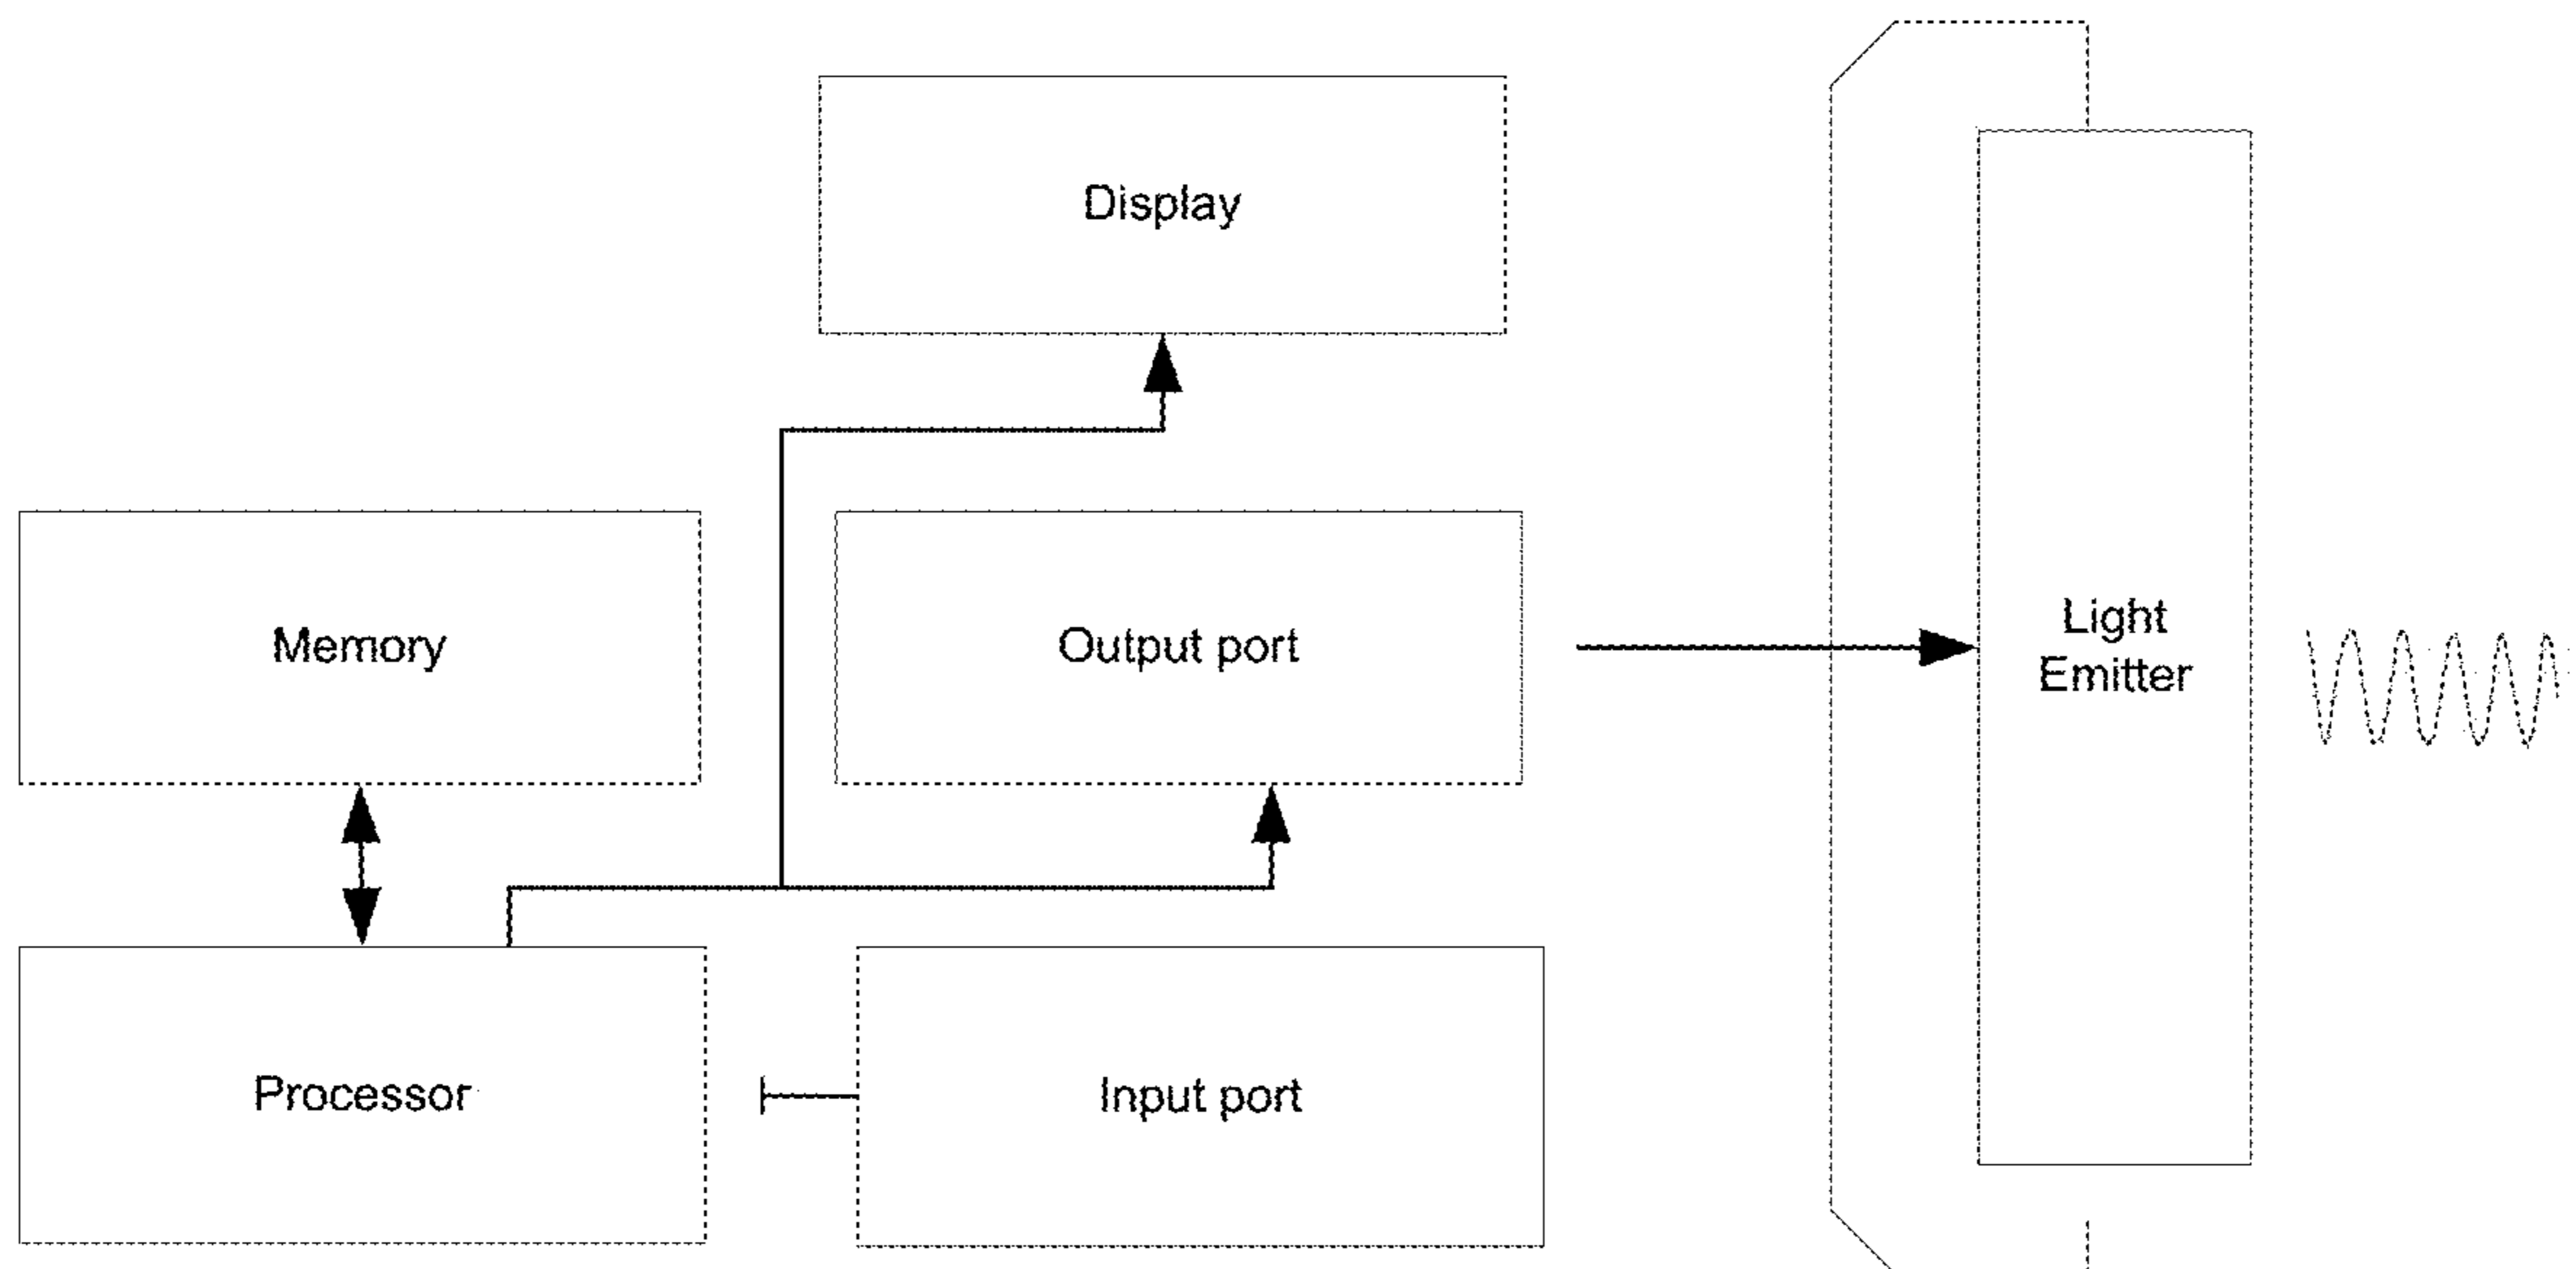 Display
Memory
Output port
Light
Emitter
Processor
Input port